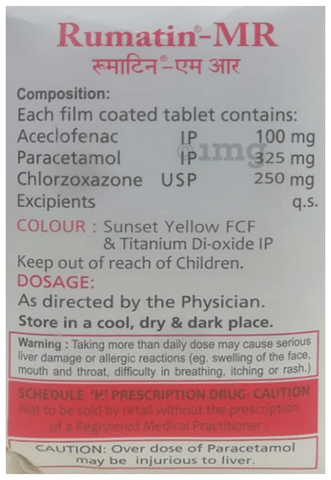 Rumatin®-MR
रूमाटिन®-एम आर
Composition:
Each film coated tablet contains:
Aceclofenac IP 100 mg
Paracetamol IP 325 mg
Chlorzoxazone USP 250 mg
Excipients q.s.
COLOUR : Sunset Yellow FCF
& Titanium Di-oxide IP
Keep out of reach of Children.
DOSAGE:
As directed by the Physician.
Store in a cool, dry & dark place.
Warning : Taking more than daily dose may cause serious
liver damage or allergic reactions (eg. swelling of the face,
mouth and throat, difficulty in breathing, itching or rash.)
SCHEDULE 'H' PRESCRIPTION DRUG- CAUTION
Not to be sold by retail without the prescription
of a Registered Medical Practitioner.
CAUTION: Over dose of Paracetamol
may be injurious to liver.
1mg